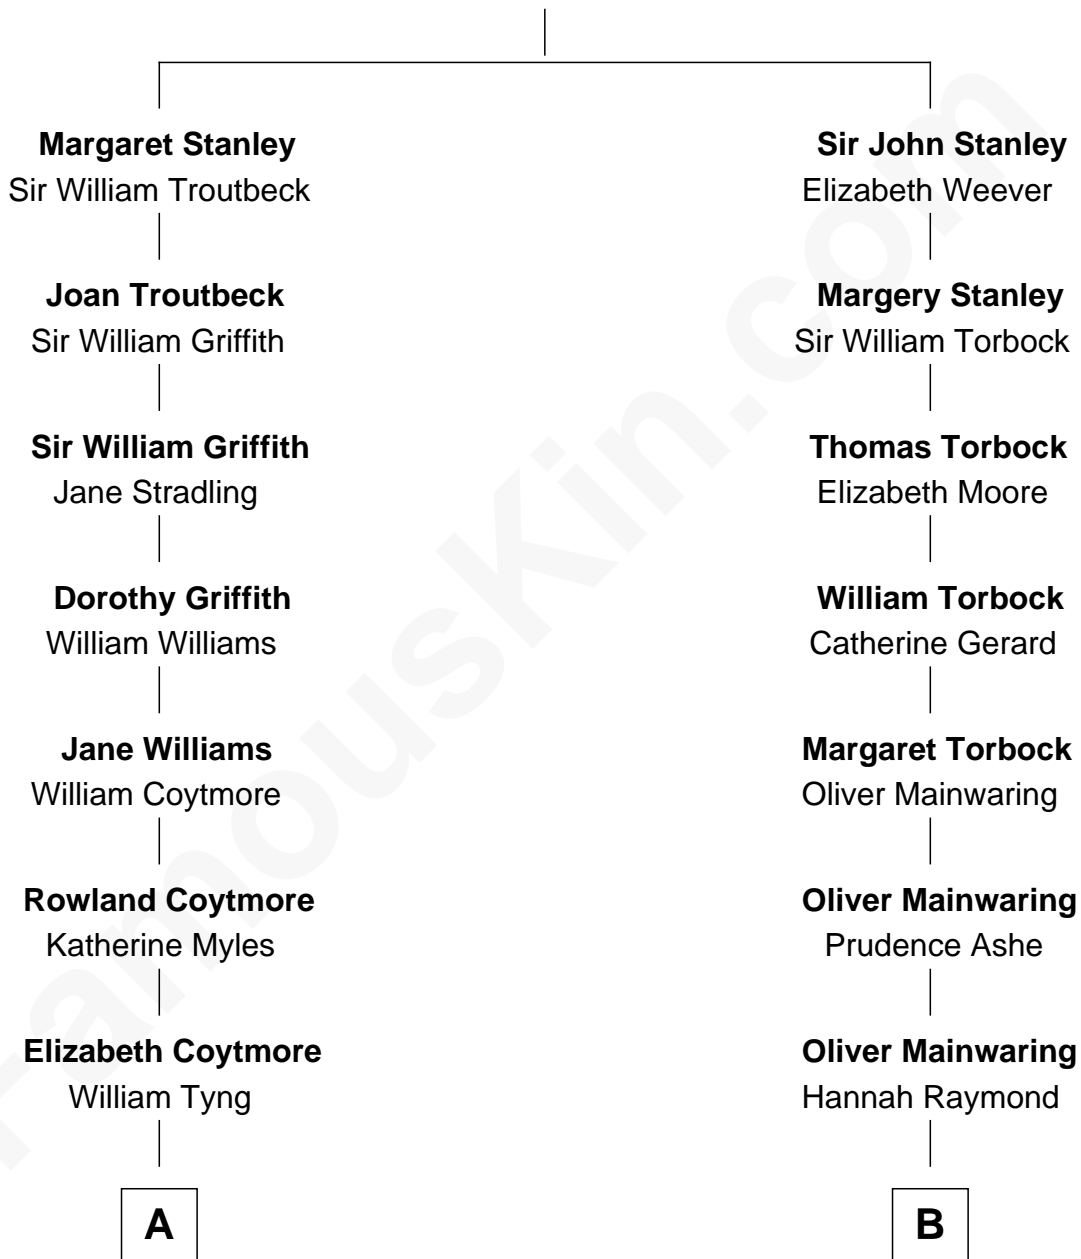 Margaret Stanley
Sir William Troutbeck
Joan Troutbeck
Sir William Griffith
Sir William Griffith
Jane Stradling
Dorothy Griffith
William Williams
Jane Williams
William Coytmore
Rowland Coytmore
Katherine Myles
Elizabeth Coytmore
William Tyng
A
Sir John Stanley
Elizabeth Weever
Margery Stanley
Sir William Torbock
Thomas Torbock
Elizabeth Moore
William Torbock
Catherine Gerard
Margaret Torbock
Oliver Mainwaring
Oliver Mainwaring
Prudence Ashe
Oliver Mainwaring
Hannah Raymond
B
FamousKin.com